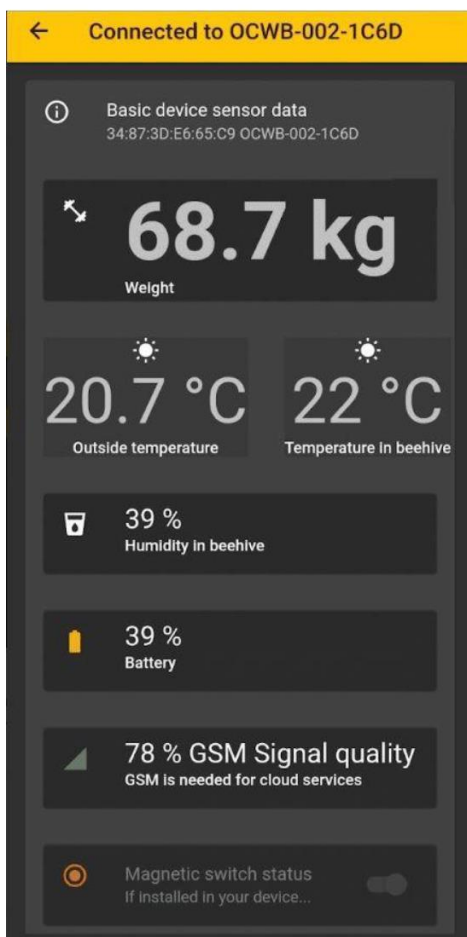 Connected to OCWB-002-1C6D
Basic device sensor data
34:87:3D:E6:65:C9 OCWB-002-1C6D
68.7 kg
Weight
20.7 °C
Outside temperature
22 °C
Temperature in beehive
39 %
Humidity in beehive
39 %
Battery
78 % GSM Signal quality
GSM is needed for cloud services
Magnetic switch status
If installed in your device...